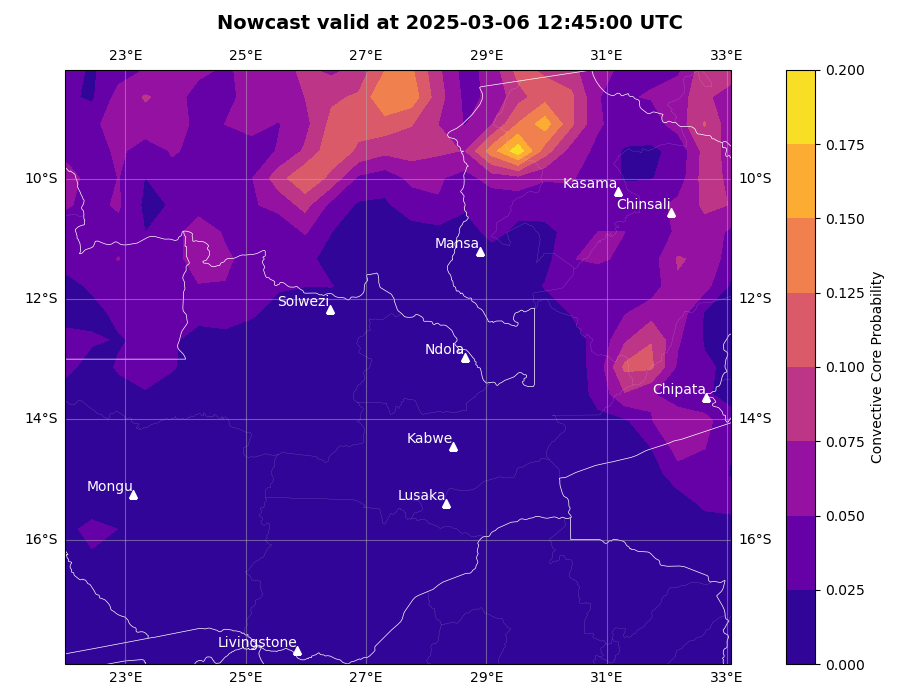 Nowcast valid at 2025-03-06 12:45:00 UTC
23°E 25°E 27°E 29°E 31°E 33°E
0.200
0.175
10°S Kasama 10°S
Chinsali
0.150
Mansa
12°S 12°S
Solwezi
0.125
Ndola
0.100
Chipata
14°S 14°S
Kabwe
0.075
Mongu
Lusaka
0.050
16°S 16°S
0.025
Livingstone
0.000
23°E 25°E 27°E 29°E 31°E 33°E
Convective Core Probability